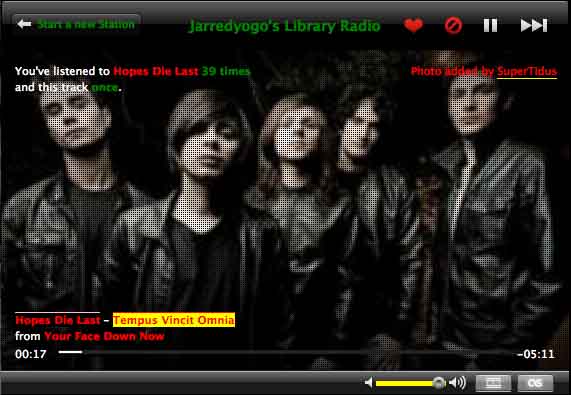 Start a new Station
Jarredyogo's Library Radio
You've listened to Hopes Die Last 39 times
and this track once.
Photo added by SuperTidus
Hopes Die Last – Tempus Vincit Omnia
from Your Face Down Now
00:17
-05:11